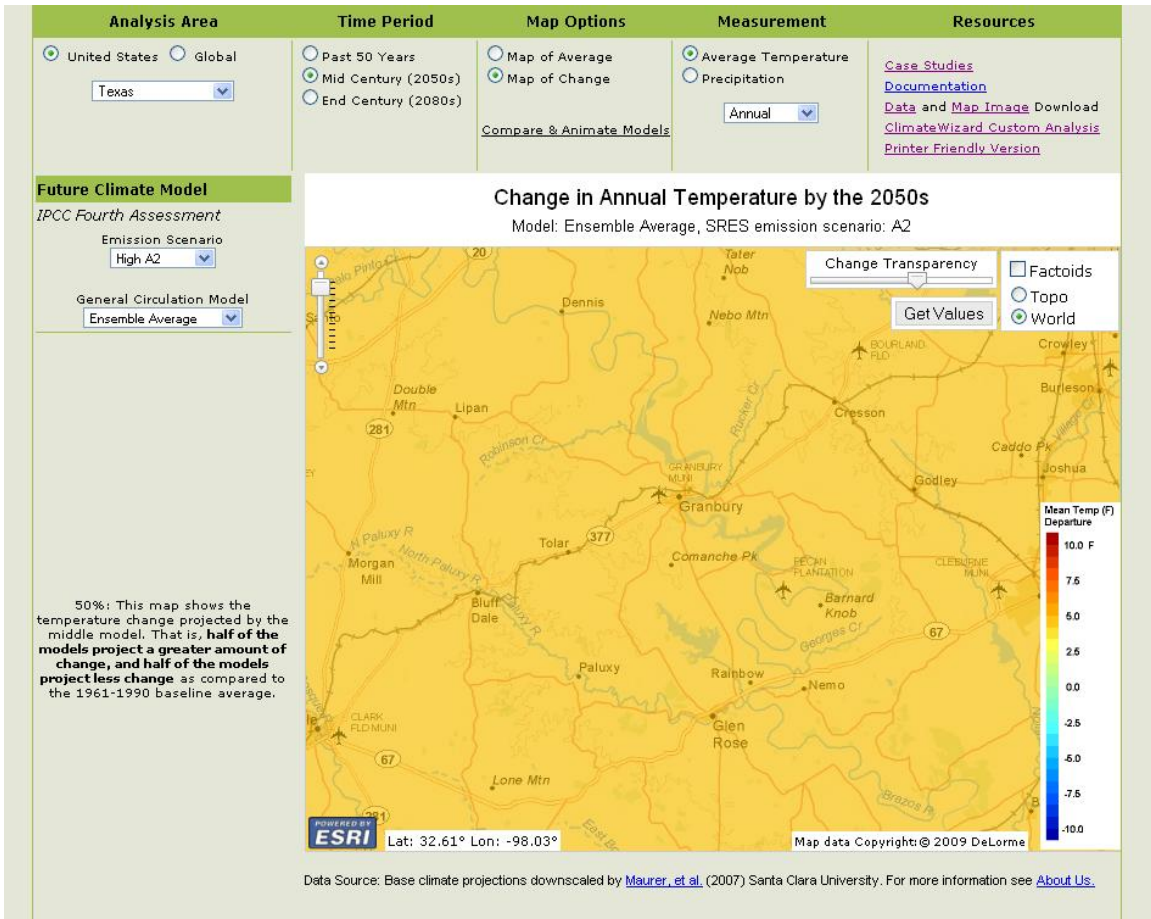 Analysis Area
Time Period
Map Options
Measurement
Resources
United States Global
Texas
Past 50 Years
Mid Century (2050s)
End Century (2080s)
Map of Average
Map of Change
Compare & Animate Models
Average Temperature
Precipitation
Annual
Case Studies
Documentation
Data and Map Image Download
ClimateWizard Custom Analysis
Printer Friendly Version
Future Climate Model
IPCC Fourth Assessment
Emission Scenario
High A2
General Circulation Model
Ensemble Average
50%: This map shows the
temperature change projected by the
middle model. That is, half of the
models project a greater amount of
change, and half of the models
project less change as compared to
the 1961-1990 baseline average.
Change in Annual Temperature by the 2050s
Model: Ensemble Average, SRES emission scenario: A2
Change Transparency
Get Values
Factoids
Topo
World
20
Tater
Nob
Dennis
Nebo Mtn
BOURLAND
FLD
Crowley
Burleson
Double
Mtn
Lipan
281
Robinson Cr
Rucker Cr
Cresson
Village Cr
Caddo Pk
Joshua
GRANBURY
MUNI
Granbury
Godley
377
Tolar
N Paluxy R
North Paluxy R
Morgan
Mill
Comanche Pk
PECAN
PLANTATION
CLEBURNE
MUNI
Bluff
Dale
Paluxy R
Barnard
Knob
Georges Cr
67
Paluxy
Rainbow
Nemo
CLARK
FLD MUNI
Glen
Rose
67
Lone Mtn
Brazos R
281
Mean Temp (F)
Departure
10.0 F
7.5
5.0
2.5
0.0
-2.5
-5.0
-7.5
-10.0
POWERED BY
ESRI
Lat: 32.61° Lon: -98.03°
Map data Copyright:© 2009 DeLorme
Data Source: Base climate projections downscaled by Maurer, et al. (2007) Santa Clara University. For more information see About Us.